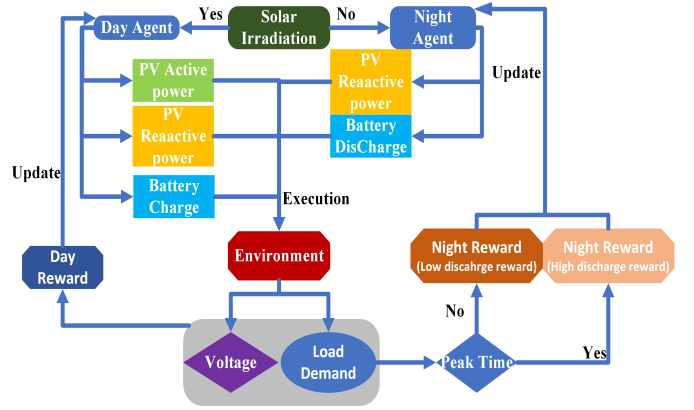 Day Agent
Yes
Solar
Irradiation
No
Night
Agent
PV Active
power
PV
Reaactive
power
Update
PV
Reaactive
power
Battery
DisCharge
Update
Battery
Charge
Execution
Day
Reward
Environment
Night Reward
(Low discahrge reward)
Night Reward
(High discharge reward)
No
Voltage
Load
Demand
Peak Time
Yes